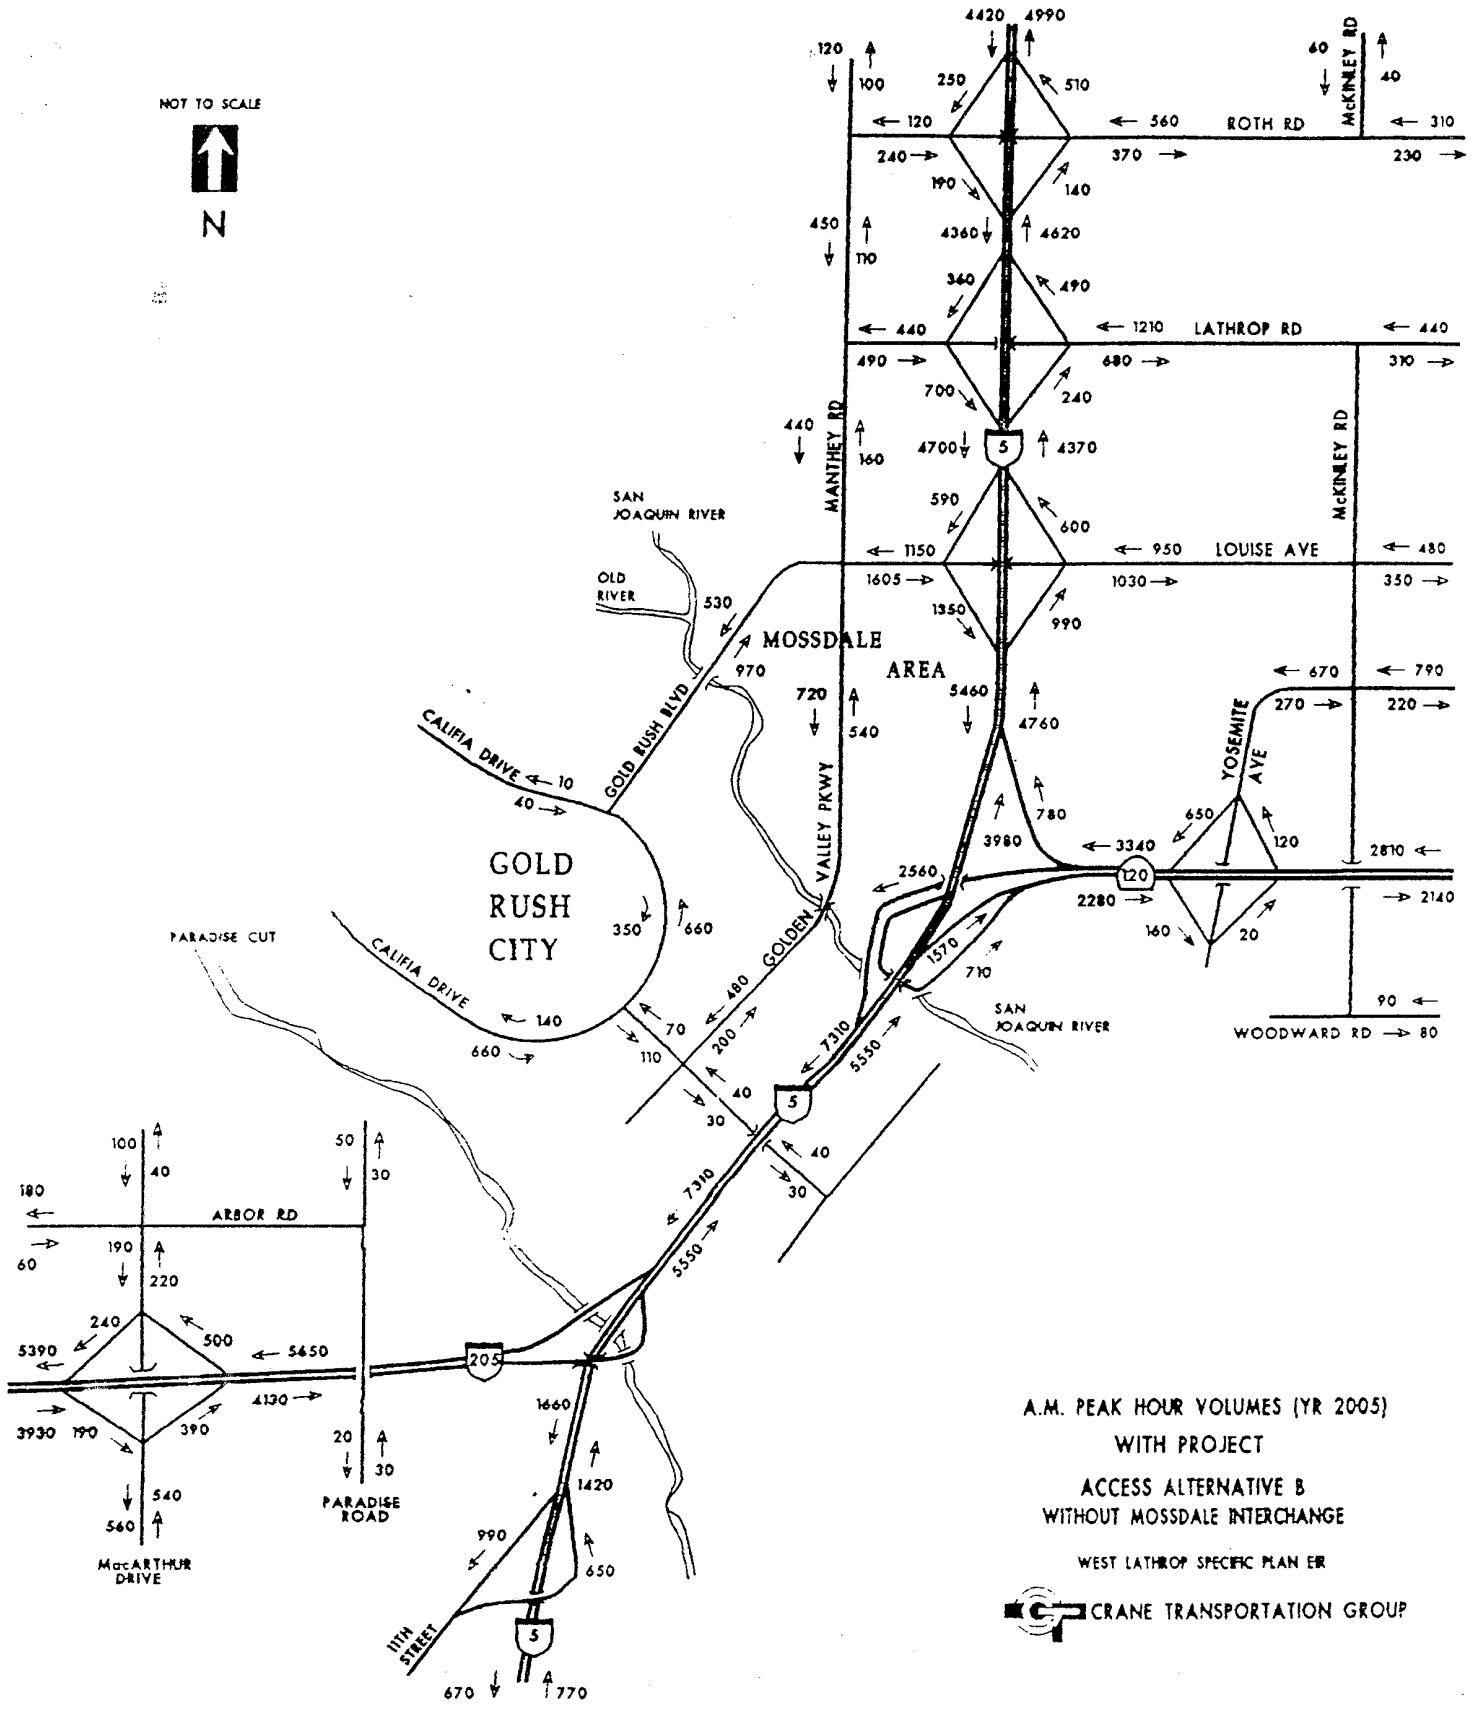 4420 4990
120
100
250
510
60
40
McKINLEY RD
NOT TO SCALE
N
120
560
ROTH RD
310
240
370
230
190
140
450
110
4360
4620
360
490
440
1210
LATHROP RD
440
490
680
310
700
240
440
160
MANTHEY RD
4700
5
4370
McKINLEY RD
SAN
JOAQUIN RIVER
590
600
1150
950
LOUISE AVE
480
1605
1030
350
OLD
RIVER
530
1350
990
MOSSDALE
AREA
970
720
540
5460
4760
670
790
270
220
YOSEMITE
AVE
CALIFIA DRIVE
GOLD RUSH BLVD
10
40
780
3980
650
120
GOLD
RUSH
CITY
GOLDEN VALLEY PKWY
2560
3340
120
2810
2280
2140
350
660
PARADISE CUT
CALIFIA DRIVE
1570
710
160
20
480
200
SAN
JOAQUIN RIVER
90
WOODWARD RD
80
140
660
70
110
7310
5550
40
30
5
40
30
7310
5550
100
40
50
30
180
ARBOR RD
60
190
220
240
500
5390
5450
205
3930
190
390
4130
1660
20
30
1420
PARADISE
ROAD
540
560
MacARTHUR
DRIVE
990
650
11TH
STREET
5
670
770
A.M. PEAK HOUR VOLUMES (YR 2005)
WITH PROJECT
ACCESS ALTERNATIVE B
WITHOUT MOSSDALE INTERCHANGE
WEST LATHROP SPECIFIC PLAN EIR
CRANE TRANSPORTATION GROUP